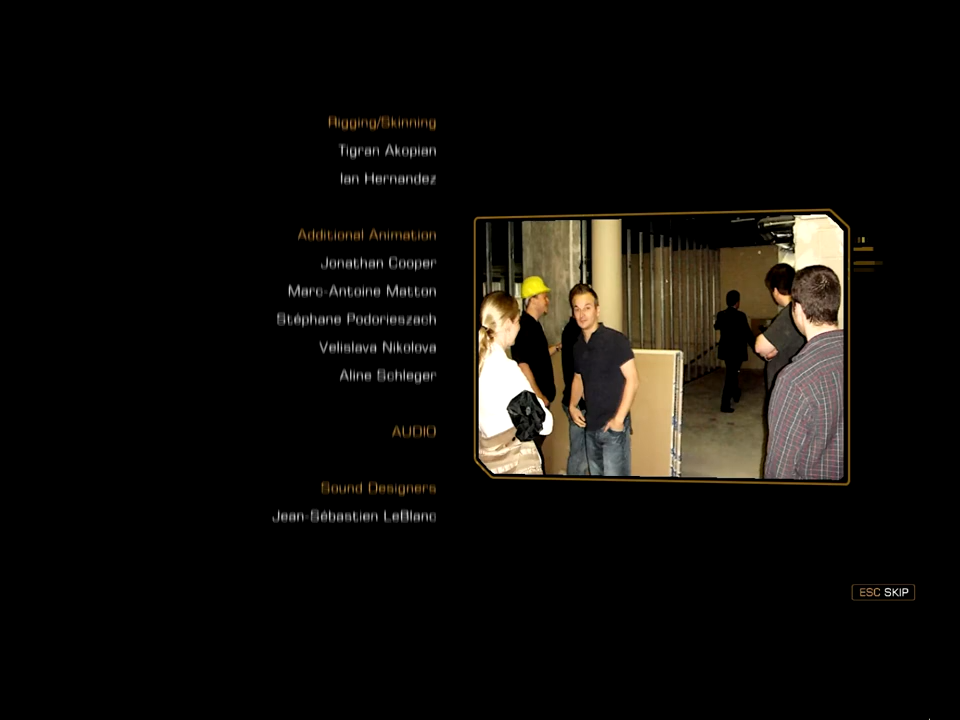 Rigging/Skinning
Tigran Akopian
Ian Hernandez
Additional Animation
Jonathan Cooper
Marc-Antoine Matton
Stéphane Podorieszach
Velislava Nikolova
Aline Schleger
AUDIO
Sound Designers
Jean-Sébastien LeBlanc
ESC SKIP